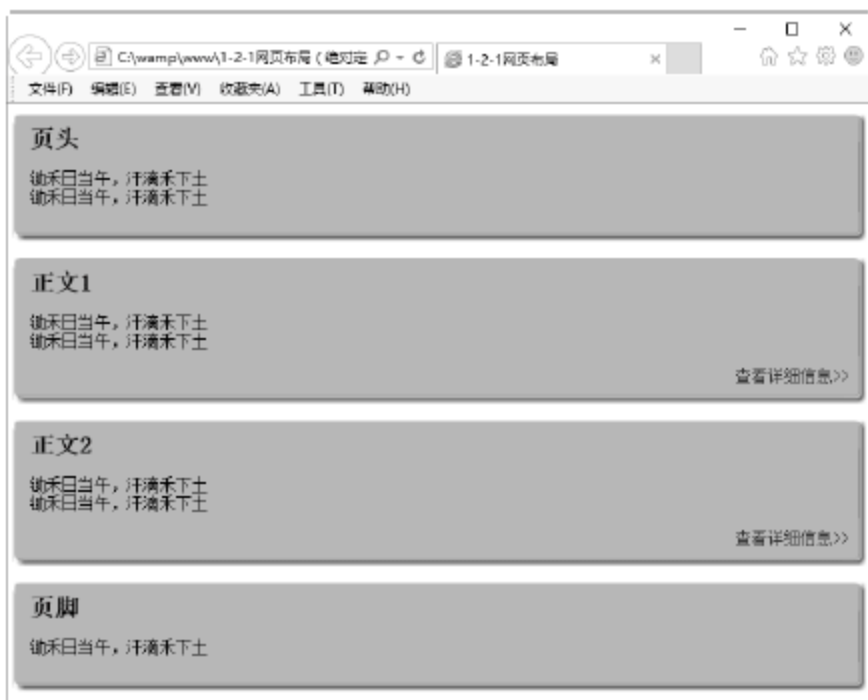 C:\wamp\www\1-2-1网页布局 (绝对定
1-2-1网页布局
文件(F) 编辑(E) 查看(V) 收藏夹(A) 工具(T) 帮助(H)
页头
锄禾日当午，汗滴禾下土
锄禾日当午，汗滴禾下土
正文1
锄禾日当午，汗滴禾下土
锄禾日当午，汗滴禾下土
查看详细信息>>
正文2
锄禾日当午，汗滴禾下土
锄禾日当午，汗滴禾下土
查看详细信息>>
页脚
锄禾日当午，汗滴禾下土